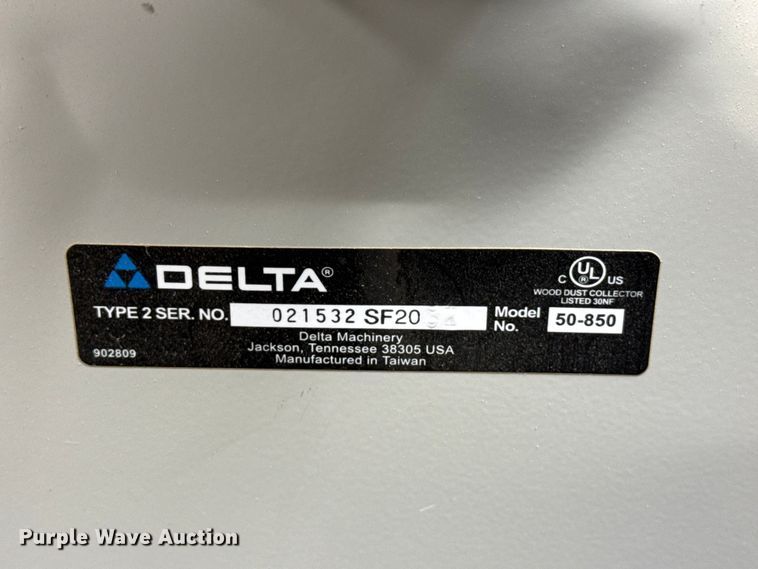 DELTA®
C UL US
WOOD DUST COLLECTOR
LISTED 30NF
TYPE 2 SER. NO. 021532 SF20
Model No. 50-850
Delta Machinery
Jackson, Tennessee 38305 USA
902809
Manufactured in Taiwan
Purple Wave Auction